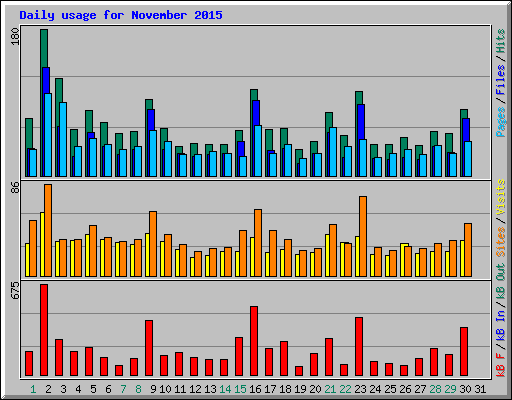 Daily usage for November 2015
180
Pages / Files / Hits
86
Sites / Visits
675
kB F / kB In / kB Out
1 2 3 4 5 6 7 8 9 10 11 12 13 14 15 16 17 18 19 20 21 22 23 24 25 26 27 28 29 30 31